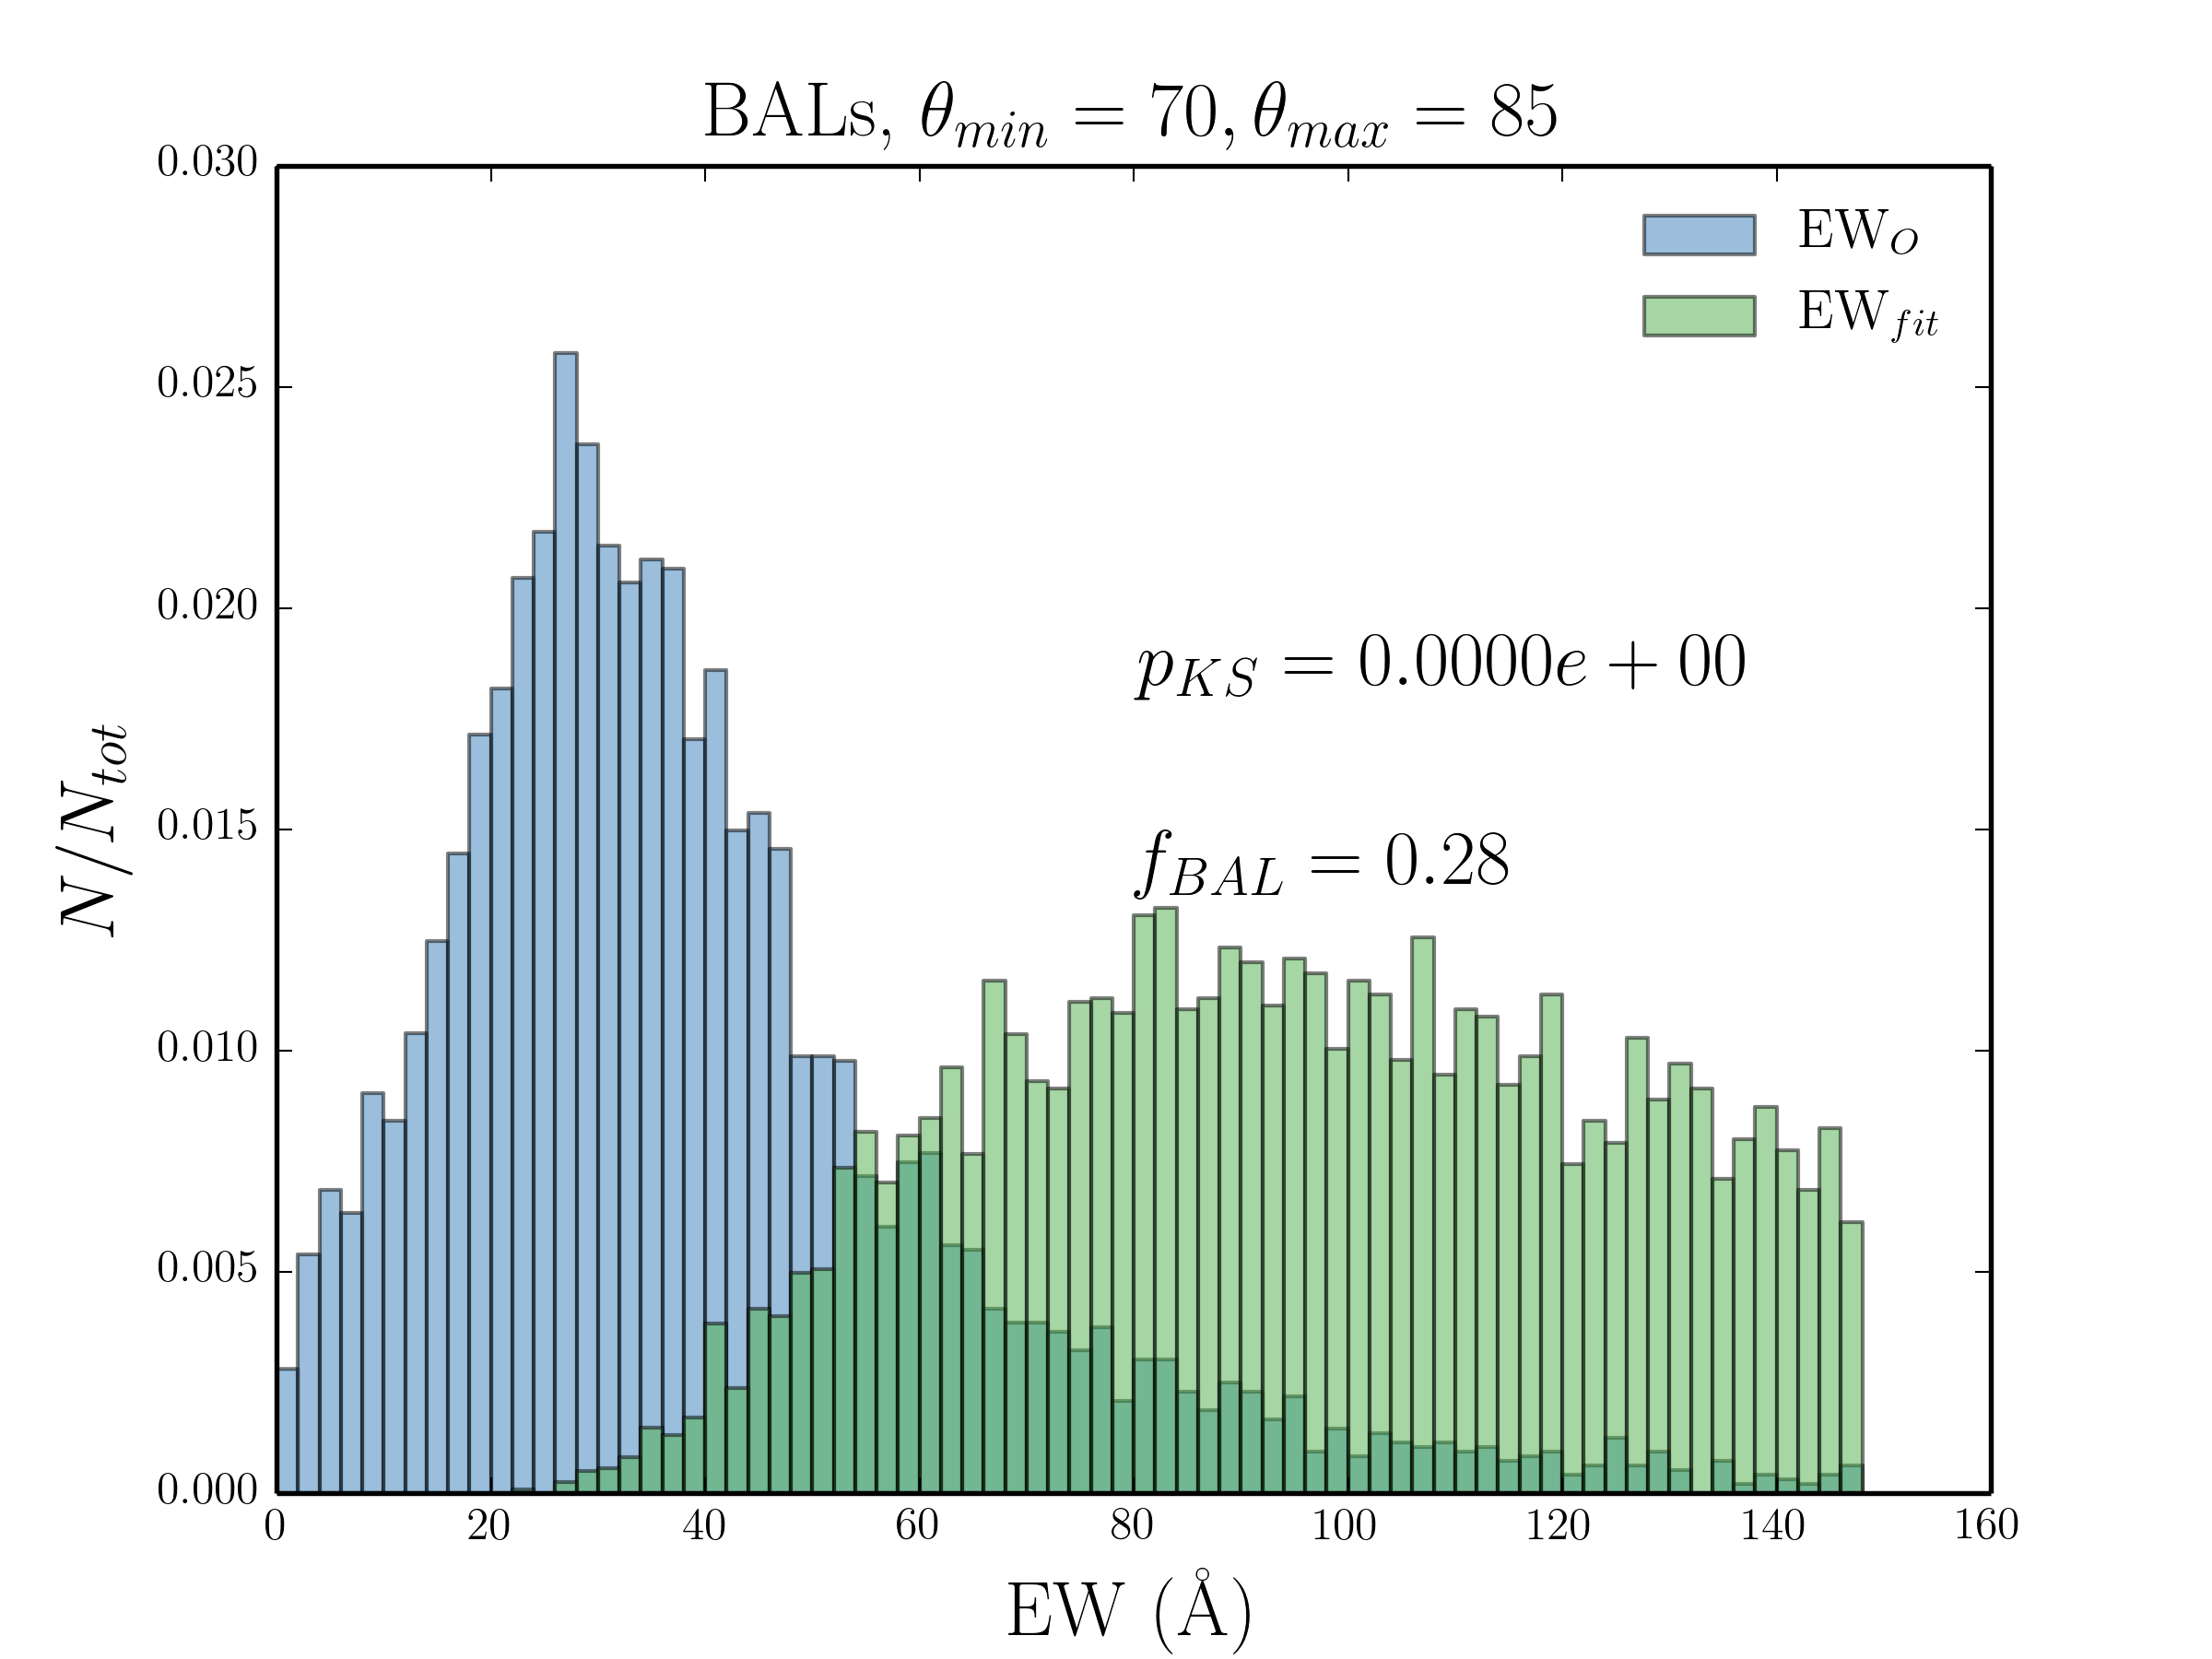 BALs, θ_min = 70, θ_max = 85
0.030
0.025
0.020
0.015
0.010
0.005
0.000
N/N_tot
EW_O
EW_fit
p_KS = 0.0000e + 00
f_BAL = 0.28
0 20 40 60 80 100 120 140 160
EW (Å)